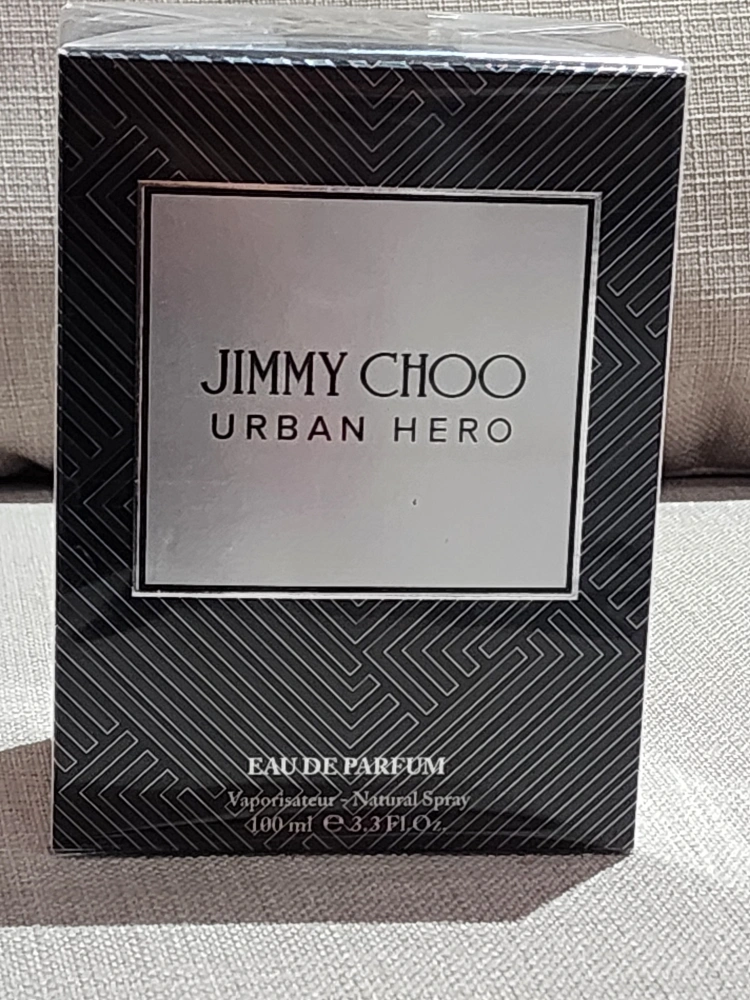 JIMMY CHOO
URBAN HERO
EAU DE PARFUM
Vaporisateur - Natural Spray
100 ml ℮ 3.3 Fl.Oz.